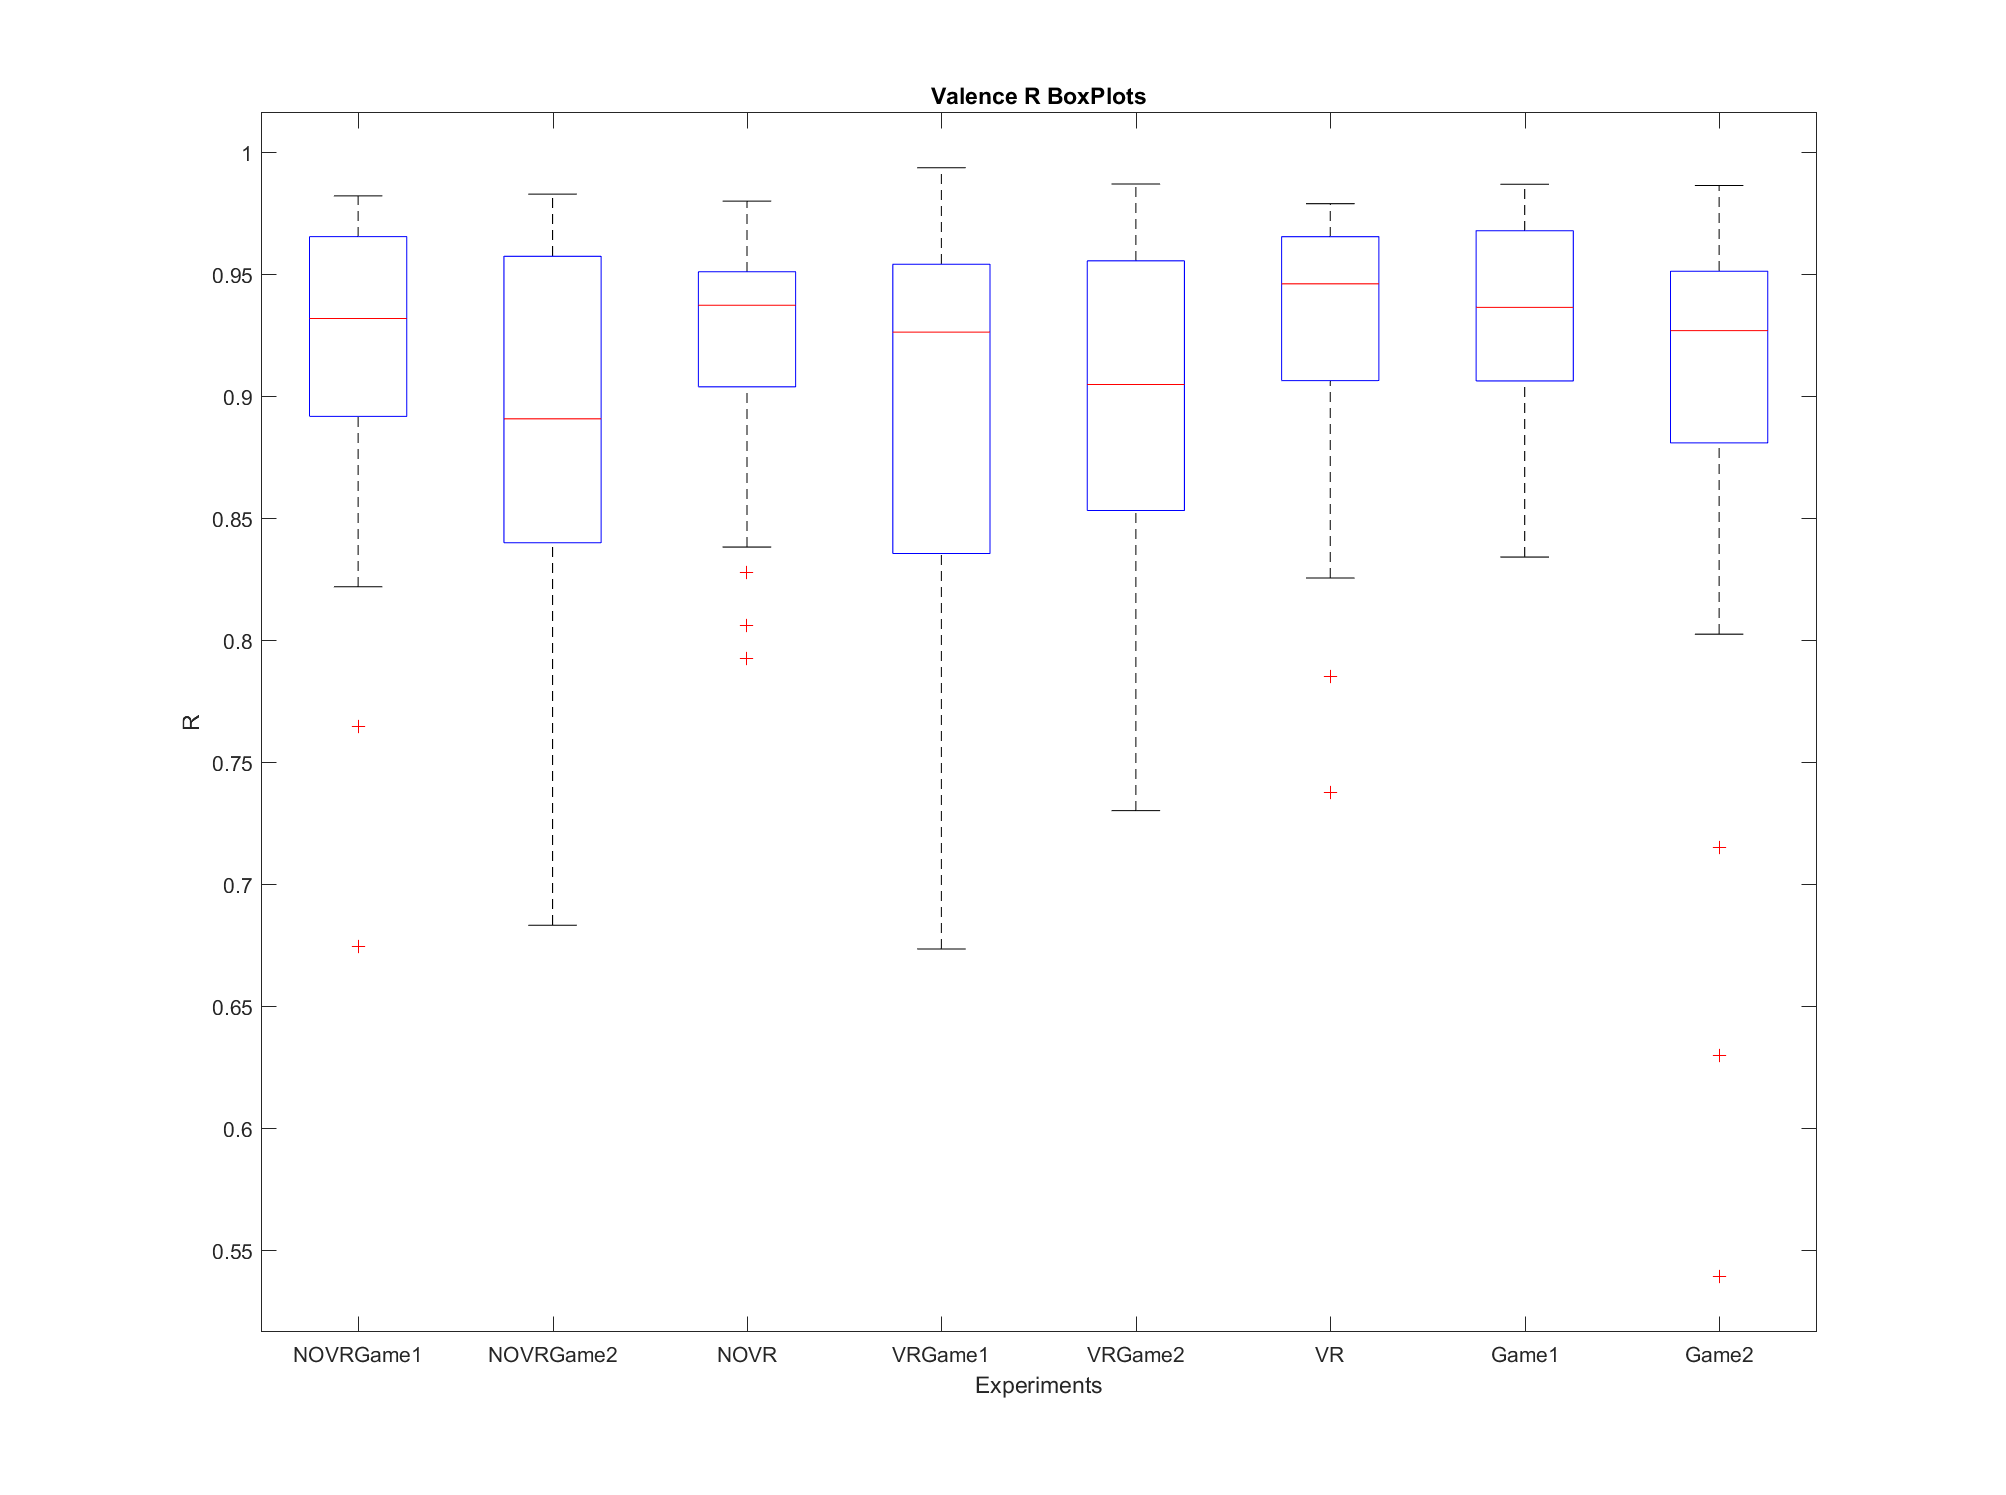 Valence R BoxPlots
1
0.95
0.9
0.85
0.8
0.75
0.7
0.65
0.6
0.55
R
NOVRGame1 NOVRGame2 NOVR VRGame1 VRGame2 VR Game1 Game2
Experiments